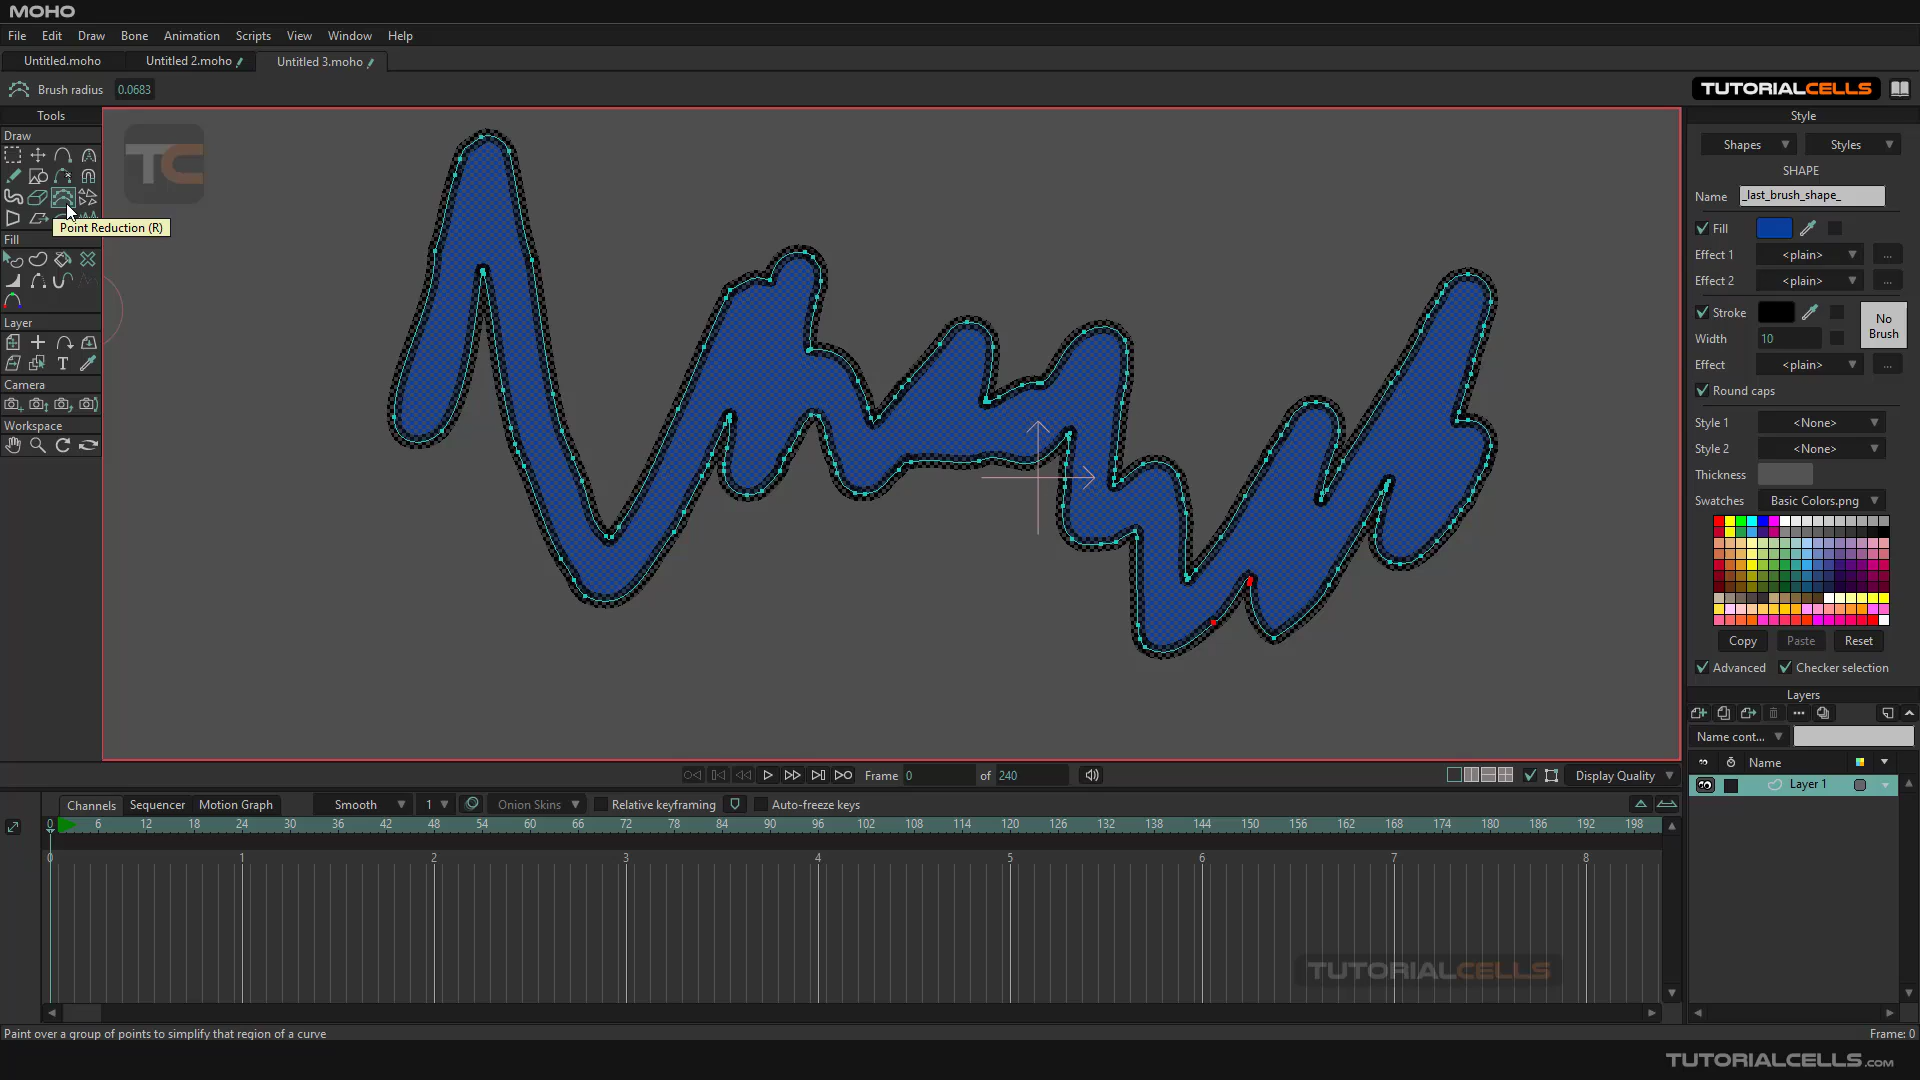 MOHO
File Edit Draw Bone Animation Scripts View Window Help
Untitled.moho Untitled 2.moho Untitled 3.moho
Brush radius 0.0683
TUTORIALCELLS
Tools
Style
Draw
TC
Shapes Styles
SHAPE
Name _last_brush_shape_
Point Reduction (R)
Fill
Fill
Effect 1 <plain> ...
Effect 2 <plain> ...
Stroke
No Brush
Width 10
Effect <plain> ...
Round caps
Layer
T
Camera
Workspace
Style 1 <None>
Style 2 <None>
Thickness
Swatches Basic Colors.png
Copy Paste Reset
Advanced Checker selection
Layers
Name cont...
Name
Layer 1
Frame 0 of 240
Display Quality
Channels Sequencer Motion Graph Smooth 1 Onion Skins Relative keyframing Auto-freeze keys
0 6 12 18 24 30 36 42 48 54 60 66 72 78 84 90 96 102 108 114 120 126 132 138 144 150 156 162 168 174 180 186 192 198
0 1 2 3 4 5 6 7 8
TUTORIALCELLS
Paint over a group of points to simplify that region of a curve
Frame: 0
TUTORIALCELLS.COM